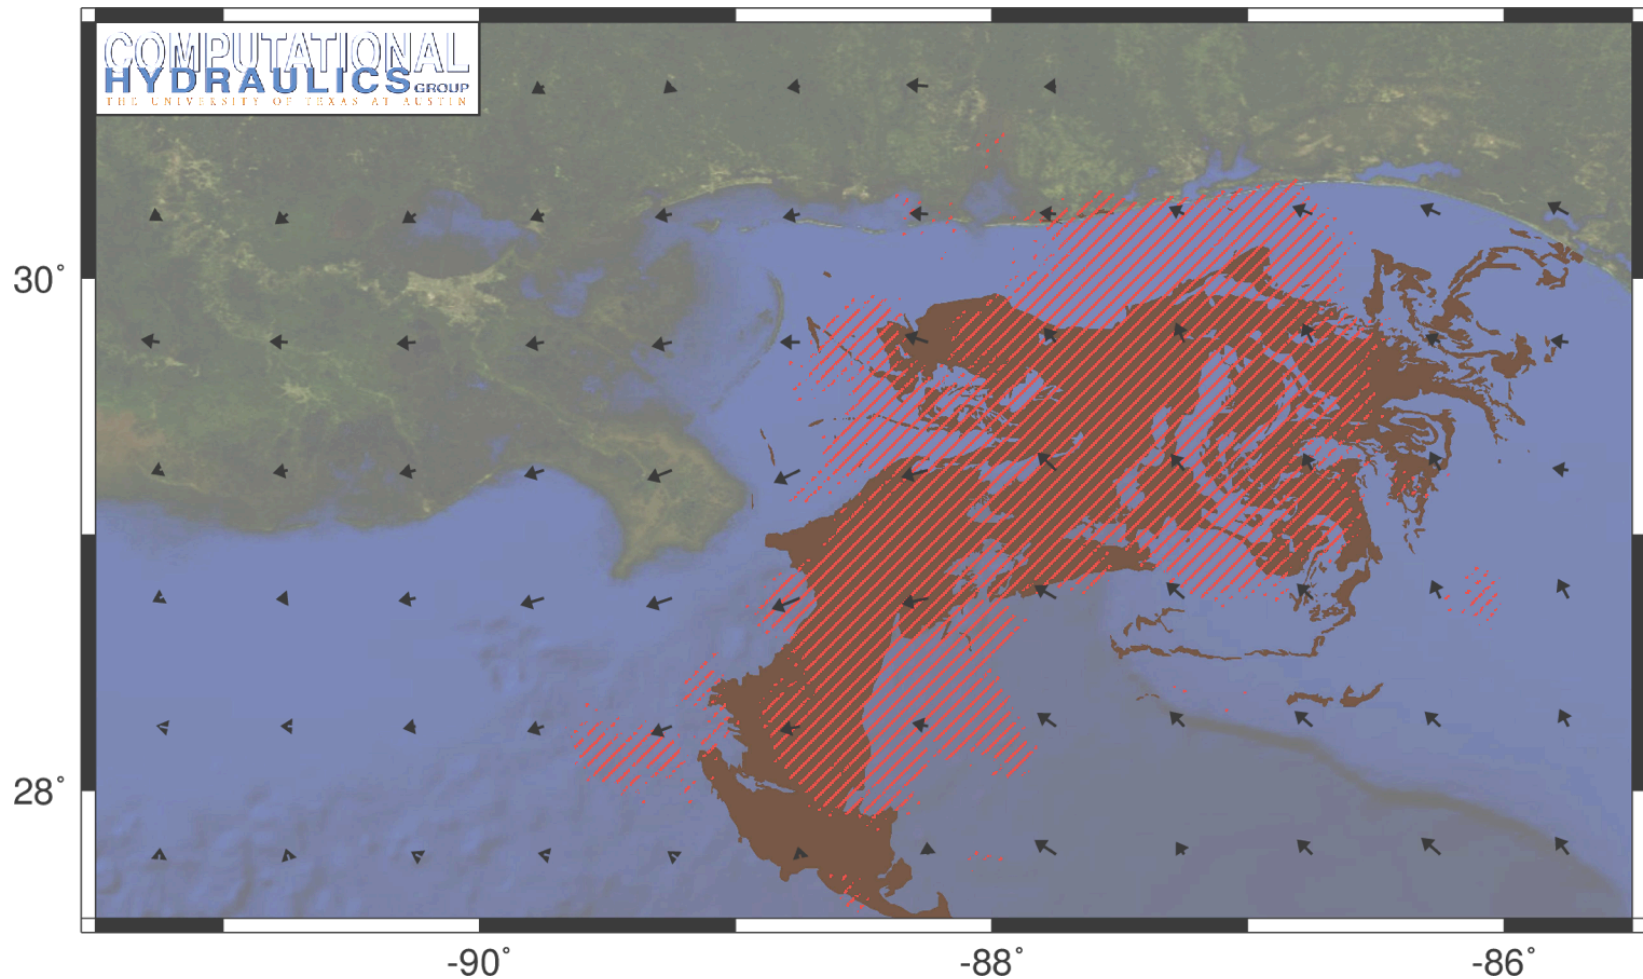 COMPUTATIONAL
HYDRAULICS GROUP
THE UNIVERSITY OF TEXAS AT AUSTIN
30°
28°
-90°
-88°
-86°